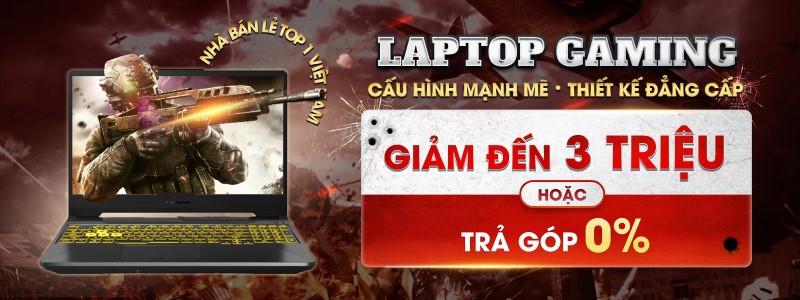 NHÀ BÁN LẺ TOP 1 VIỆT NAM
LAPTOP GAMING
CẤU HÌNH MẠNH MẼ • THIẾT KẾ ĐẲNG CẤP
GIẢM ĐẾN 3 TRIỆU
HOẶC
TRẢ GÓP 0%